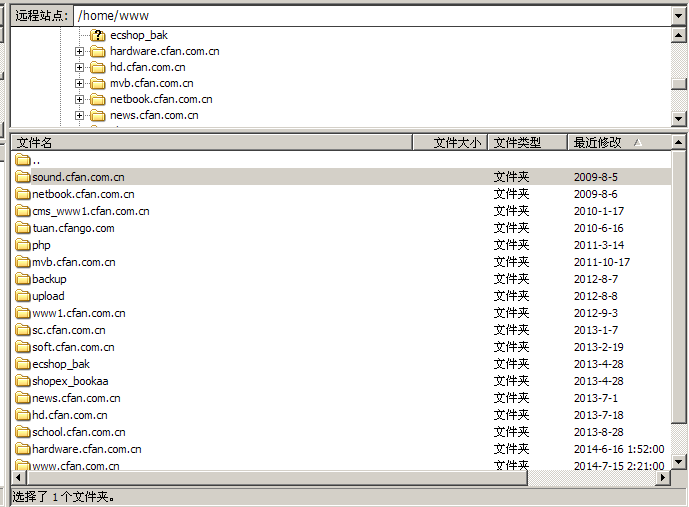 远程站点: /home/www
ecshop_bak
hardware.cfan.com.cn
hd.cfan.com.cn
mvb.cfan.com.cn
netbook.cfan.com.cn
news.cfan.com.cn
文件名 文件大小 文件类型 最近修改
..
sound.cfan.com.cn 文件夹 2009-8-5
netbook.cfan.com.cn 文件夹 2009-8-6
cms_www1.cfan.com.cn 文件夹 2010-1-17
tuan.cfango.com 文件夹 2010-6-16
php 文件夹 2011-3-14
mvb.cfan.com.cn 文件夹 2011-10-17
backup 文件夹 2012-8-7
upload 文件夹 2012-8-8
www1.cfan.com.cn 文件夹 2012-9-3
sc.cfan.com.cn 文件夹 2013-1-7
soft.cfan.com.cn 文件夹 2013-2-19
ecshop_bak 文件夹 2013-4-28
shopex_bookaa 文件夹 2013-4-28
news.cfan.com.cn 文件夹 2013-7-1
hd.cfan.com.cn 文件夹 2013-7-18
school.cfan.com.cn 文件夹 2013-8-28
hardware.cfan.com.cn 文件夹 2014-6-16 1:52:00
www.cfan.com.cn 文件夹 2014-7-15 2:21:00
选择了 1 个文件夹。